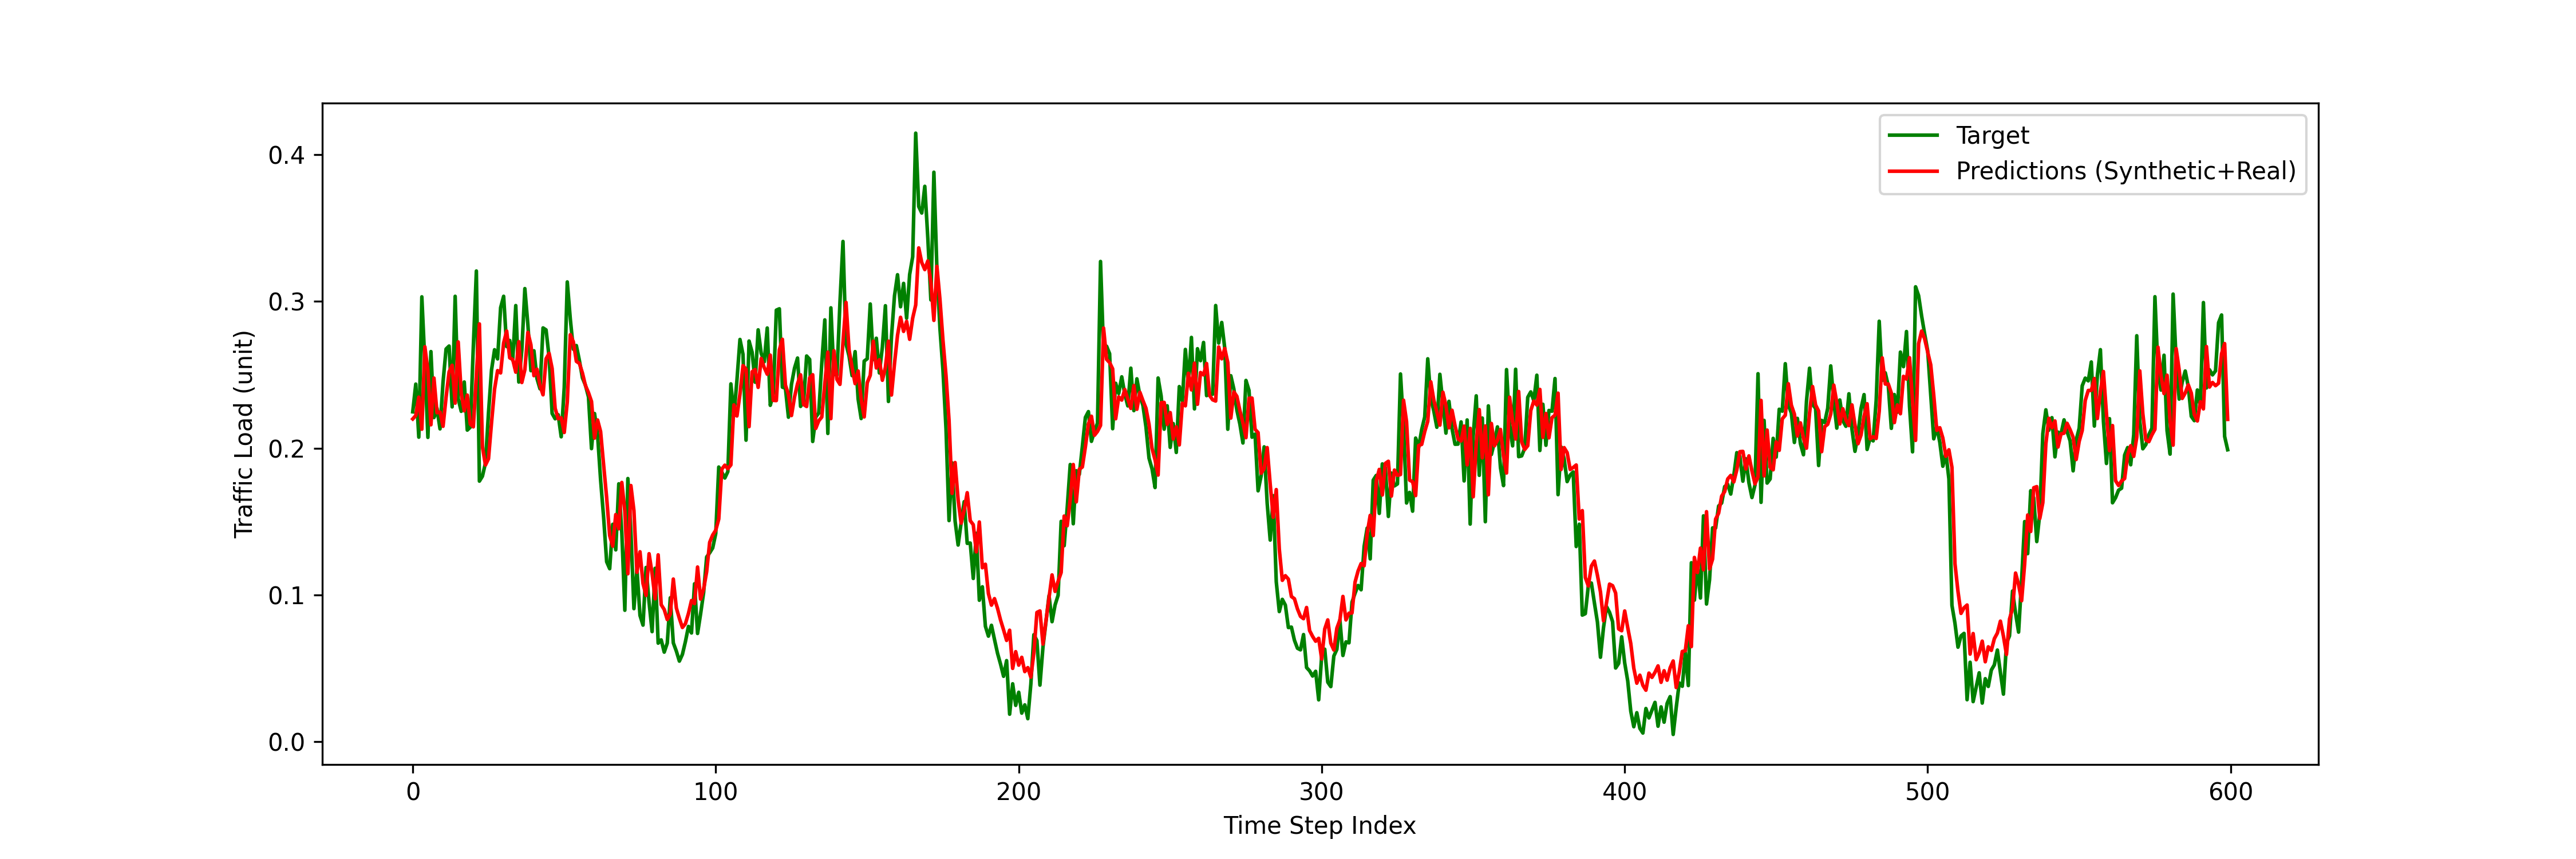 Target
Predictions (Synthetic+Real)
Traffic Load (unit)
0.4
0.3
0.2
0.1
0.0
0 100 200 300 400 500 600
Time Step Index